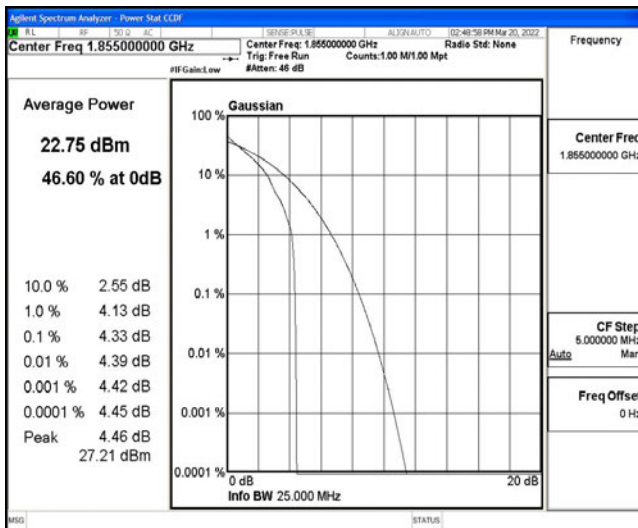 Agilent Spectrum Analyzer - Power Stat CCDF
RL RF 50 Ω AC SENSE:PULSE ALIGNAUTO 02:48:58 PM Mar 20, 2022
Center Freq 1.855000000 GHz
Center Freq: 1.855000000 GHz Radio Std: None
Trig: Free Run Counts:1.00 M/1.00 Mpt
#IFGain:Low #Atten: 46 dB
Frequency
Average Power
22.75 dBm
46.60 % at 0dB
10.0 % 2.55 dB
1.0 % 4.13 dB
0.1 % 4.33 dB
0.01 % 4.39 dB
0.001 % 4.42 dB
0.0001 % 4.45 dB
Peak 4.46 dB
27.21 dBm
Gaussian
100 %
10 %
1 %
0.1 %
0.01 %
0.001 %
0.0001 %
0 dB 20 dB
Info BW 25.000 MHz
Center Freq
1.855000000 GHz
CF Step
5.000000 MHz
Auto Man
Freq Offset
0 Hz
MSG STATUS